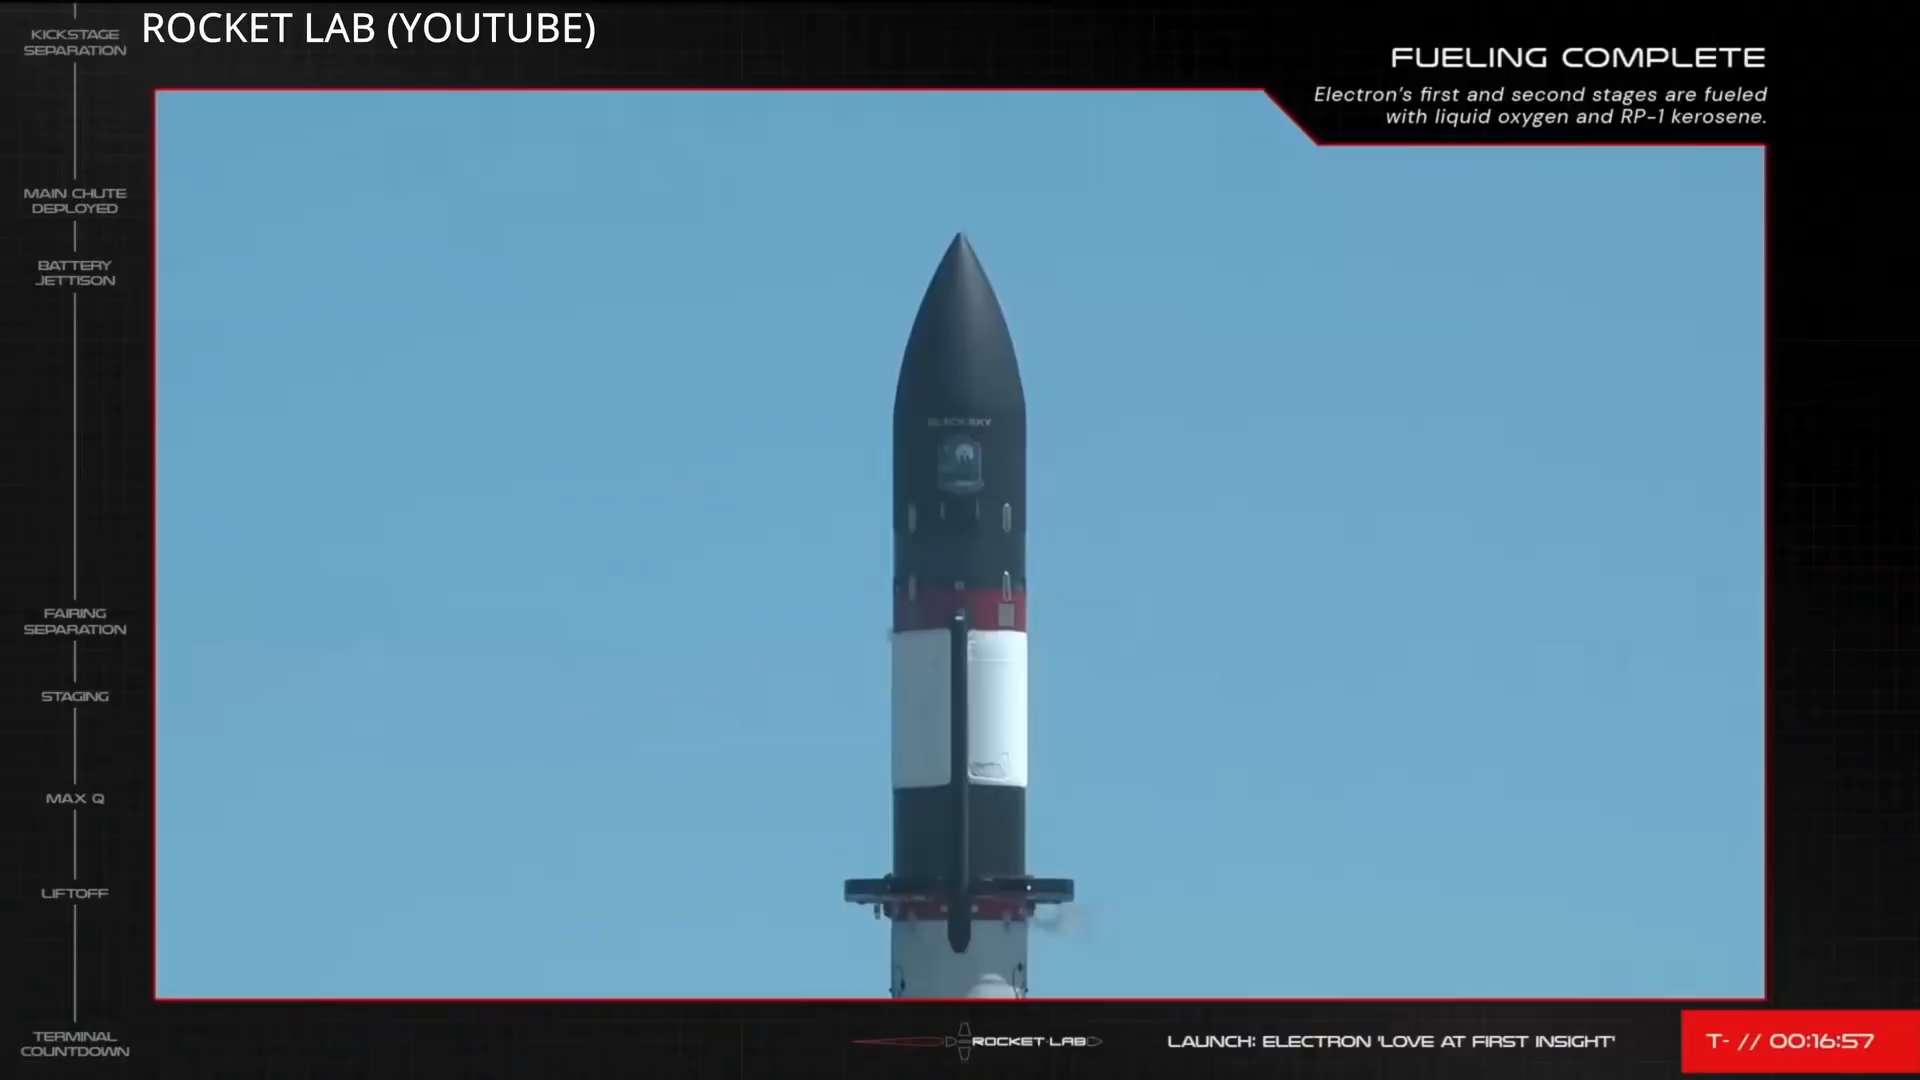 ROCKET LAB (YOUTUBE)
KICKSTAGE
SEPARATION
FUELING COMPLETE
Electron's first and second stages are fueled
with liquid oxygen and RP-1 kerosene.
MAIN CHUTE
DEPLOYED
BATTERY
JETTISON
BLACKSKY
FAIRING
SEPARATION
STAGING
MAX Q
LIFTOFF
TERMINAL
COUNTDOWN
ROCKET LAB
LAUNCH: ELECTRON 'LOVE AT FIRST INSIGHT'
T- // 00:16:57